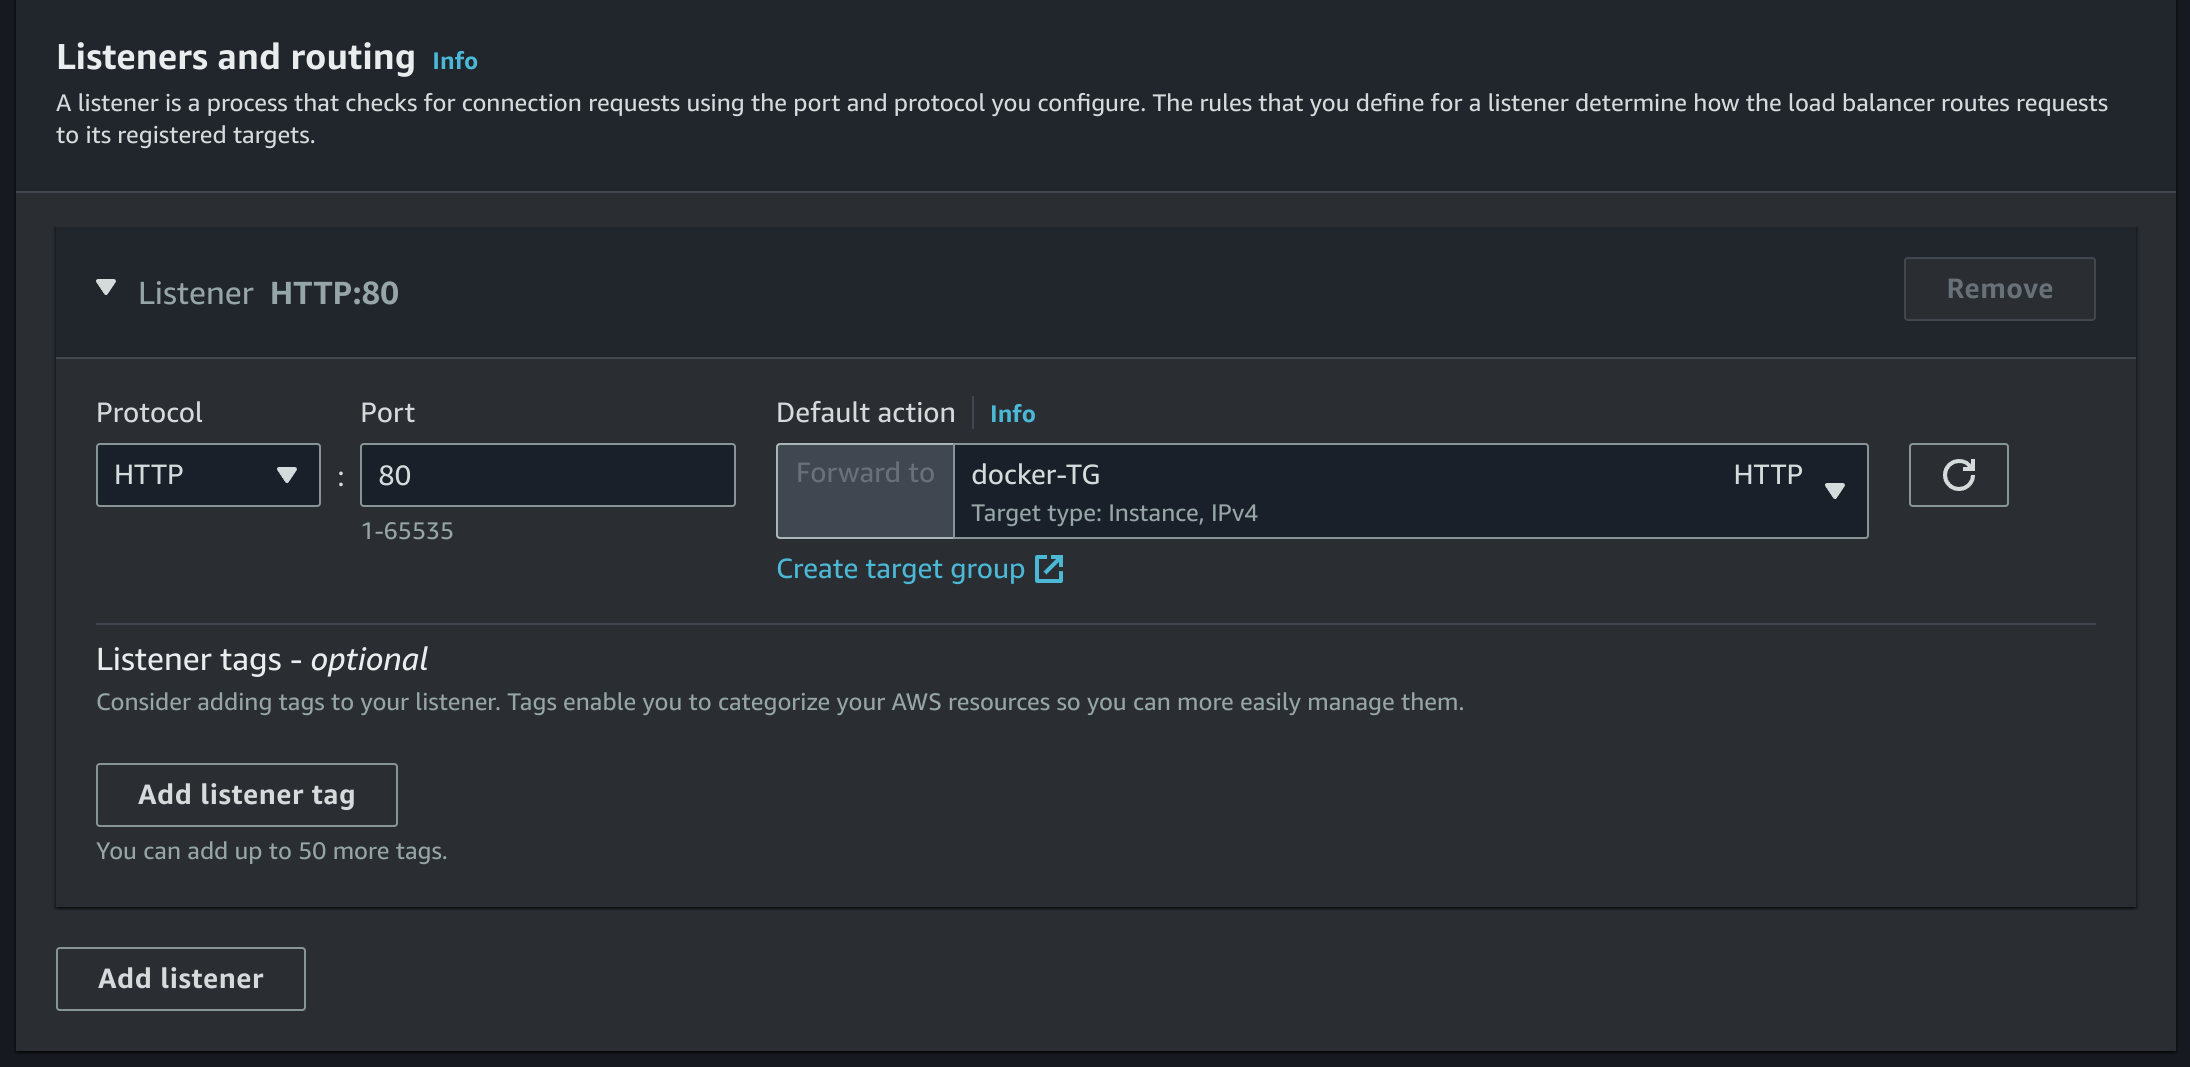 Listeners and routing Info
A listener is a process that checks for connection requests using the port and protocol you configure. The rules that you define for a listener determine how the load balancer routes requests
to its registered targets.
Listener HTTP:80
Remove
Protocol
Port
Default action
Info
HTTP
:
80
Forward to
docker-TG
HTTP
Target type: Instance, IPv4
1-65535
Create target group
Listener tags - optional
Consider adding tags to your listener. Tags enable you to categorize your AWS resources so you can more easily manage them.
Add listener tag
You can add up to 50 more tags.
Add listener